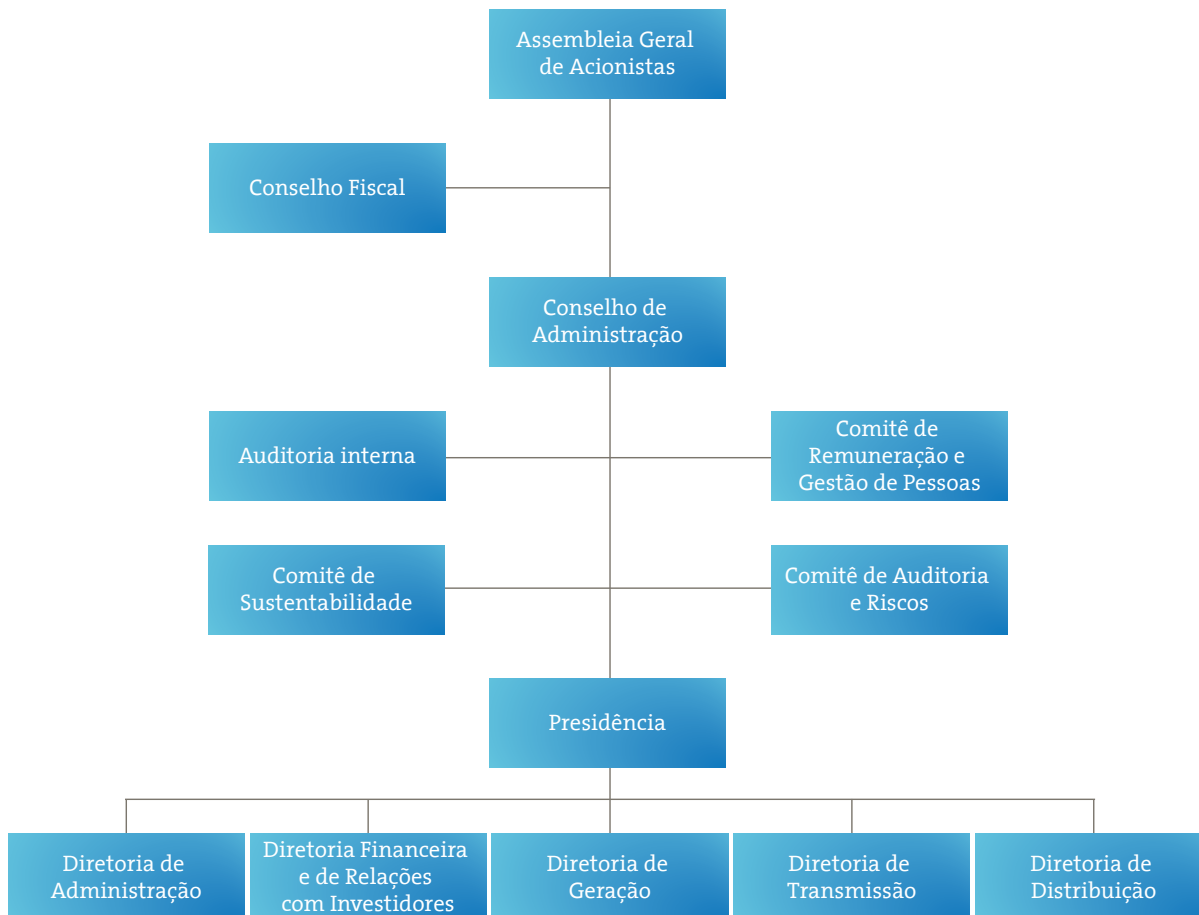 Assembleia Geral
de Acionistas
Conselho Fiscal
Conselho de
Administração
Auditoria interna
Comitê de
Remuneração e
Gestão de Pessoas
Comitê de
Sustentabilidade
Comitê de Auditoria
e Riscos
Presidência
Diretoria de
Administração
Diretoria Financeira
e de Relações
com Investidores
Diretoria de
Geração
Diretoria de
Transmissão
Diretoria de
Distribuição